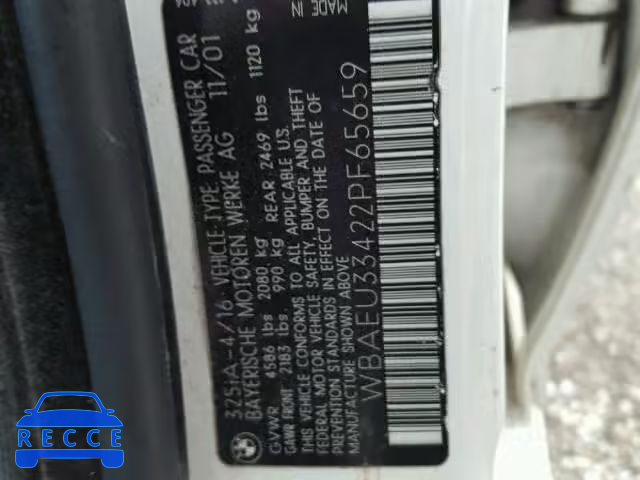 325iA-4/16 VEHICLE-TYPE: PASSENGER CAR MADE IN
BAYERISCHE MOTOREN WERKE AG 11/01
GVWR 4586 lbs 2080 kg REAR 2469 lbs 1120 kg
GAWR FRONT 2183 lbs 990 kg
THIS VEHICLE CONFORMS TO ALL APPLICABLE U.S.
FEDERAL MOTOR VEHICLE SAFETY, BUMPER AND THEFT
PREVENTION STANDARDS IN EFFECT ON THE DATE OF
MANUFACTURE SHOWN ABOVE
WBAEU33422PF65659
BMW
RECCE